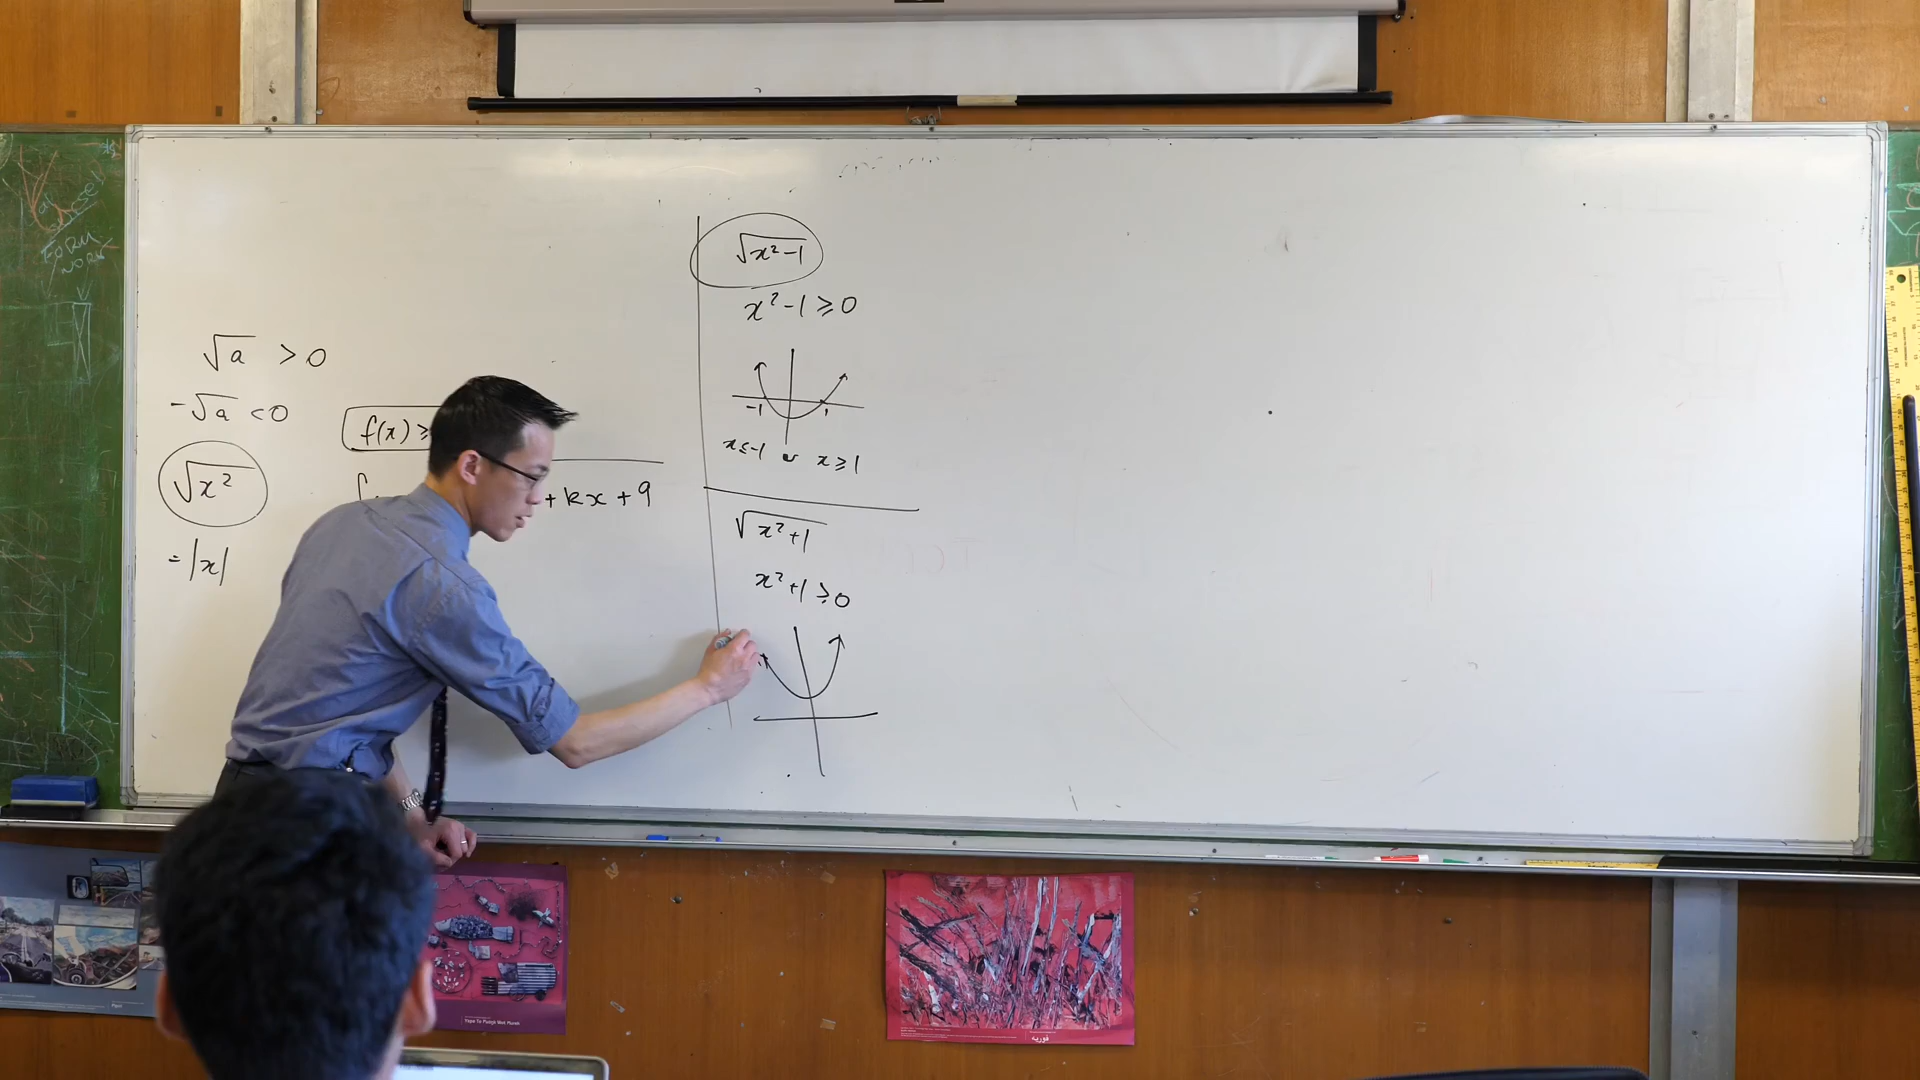 √a > 0
-√a < 0
√x²
= |x|
f(x) ≥
+ kx + 9
√x²-1
x²-1 ≥ 0
-1 1
x ≤ -1 or x ≥ 1
√x²+1
x²+1 ≥ 0
FORM